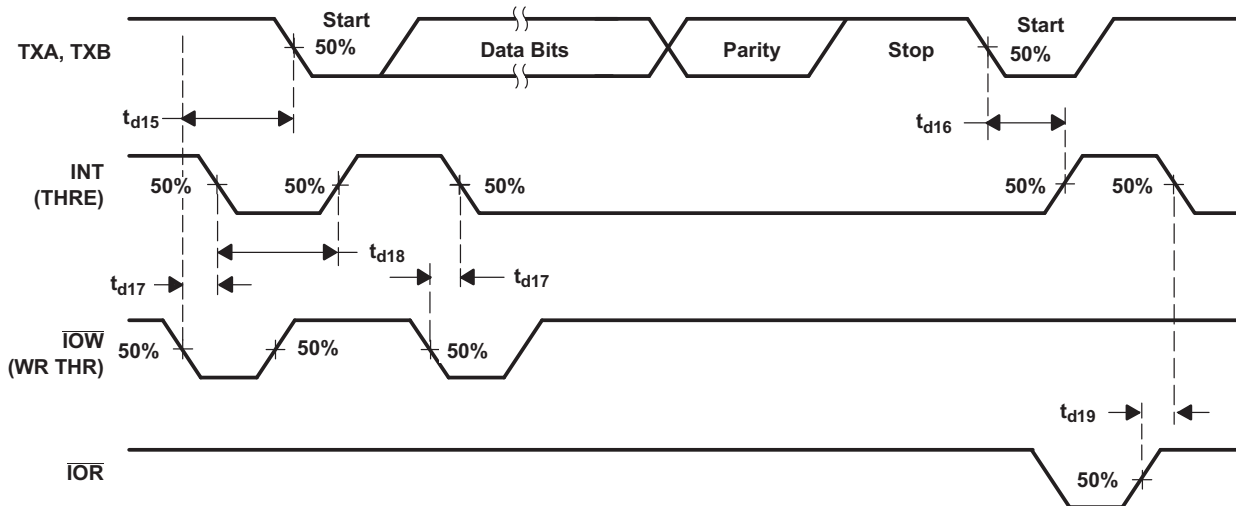 Start
Start
TXA, TXB
50%
Data Bits
Parity
Stop
50%
td15
td16
INT
(THRE)
50%
50%
50%
50%
50%
td18
td17
td17
IOW
(WR THR)
50%
50%
50%
td19
IOR
50%